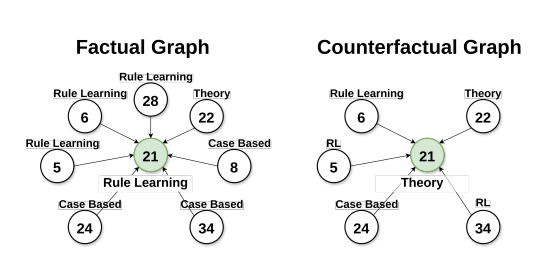 Factual Graph
Rule Learning
28
Rule Learning
6
Theory
22
Rule Learning
5
21
Case Based
8
Rule Learning
Case Based
24
Case Based
34
Counterfactual Graph
Rule Learning
6
Theory
22
RL
5
21
Theory
Case Based
24
RL
34